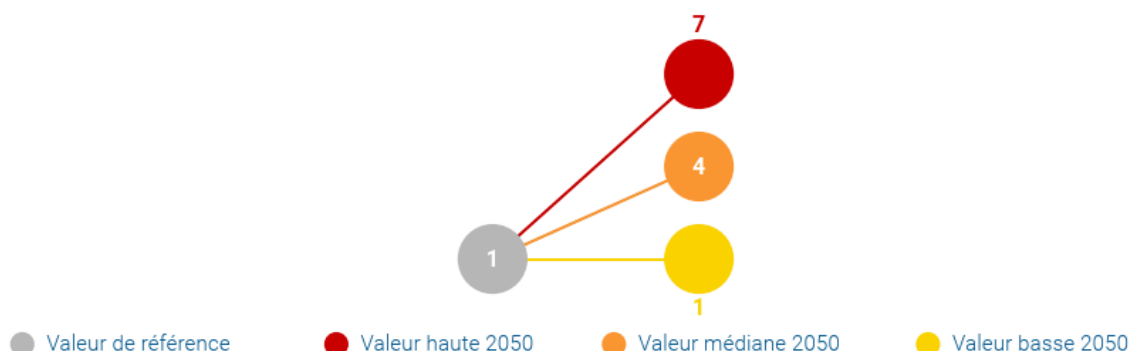 7
4
1
1
Valeur de référence
Valeur haute 2050
Valeur médiane 2050
Valeur basse 2050